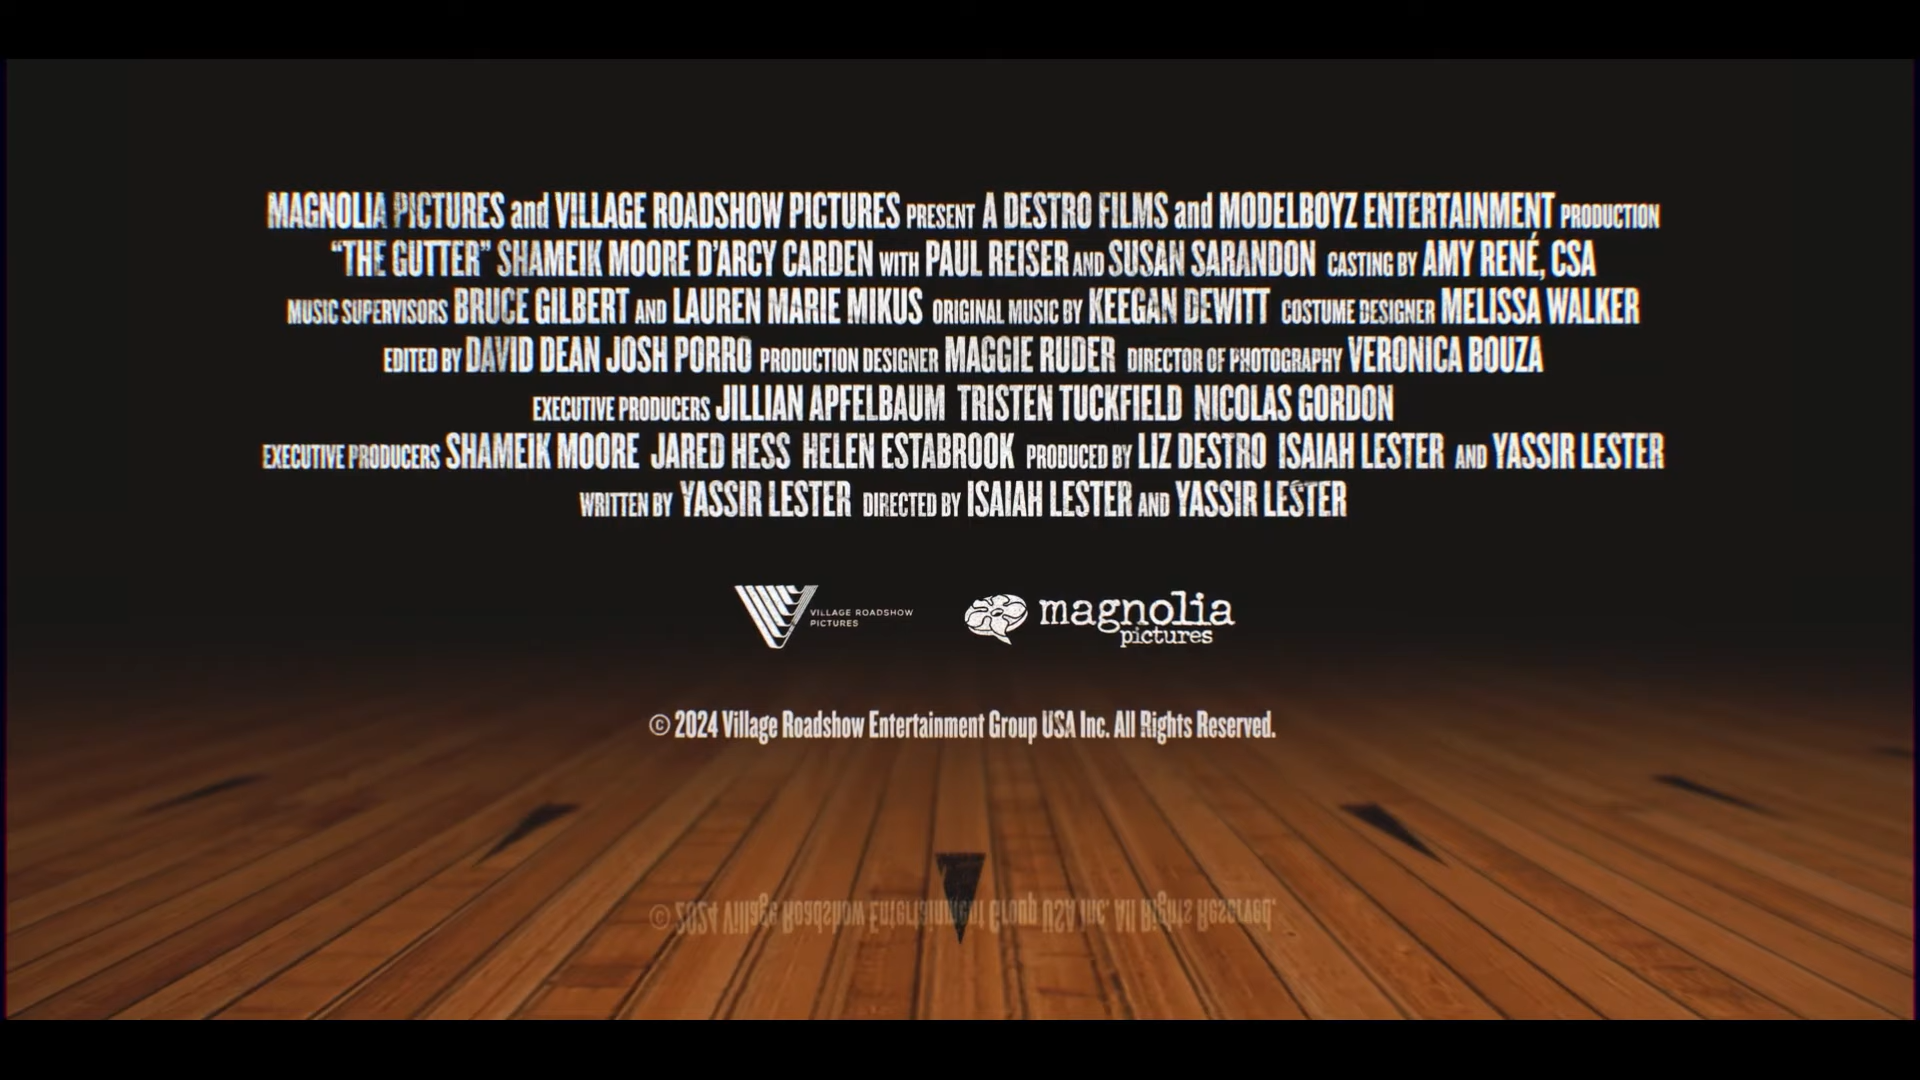 MAGNOLIA PICTURES and VILLAGE ROADSHOW PICTURES PRESENT A DESTRO FILMS and MODELBOYZ ENTERTAINMENT PRODUCTION
“THE GUTTER” SHAMEIK MOORE D’ARCY CARDEN WITH PAUL REISER AND SUSAN SARANDON CASTING BY AMY RENÉ, CSA
MUSIC SUPERVISORS BRUCE GILBERT AND LAUREN MARIE MIKUS ORIGINAL MUSIC BY KEEGAN DEWITT COSTUME DESIGNER MELISSA WALKER
EDITED BY DAVID DEAN JOSH PORRO PRODUCTION DESIGNER MAGGIE RUDER DIRECTOR OF PHOTOGRAPHY VERONICA BOUZA
EXECUTIVE PRODUCERS JILLIAN APFELBAUM TRISTEN TUCKFIELD NICOLAS GORDON
EXECUTIVE PRODUCERS SHAMEIK MOORE JARED HESS HELEN ESTABROOK PRODUCED BY LIZ DESTRO ISAIAH LESTER AND YASSIR LESTER
WRITTEN BY YASSIR LESTER DIRECTED BY ISAIAH LESTER AND YASSIR LESTER
VILLAGE ROADSHOW
PICTURES
magnolia
pictures
© 2024 Village Roadshow Entertainment Group USA Inc. All Rights Reserved.